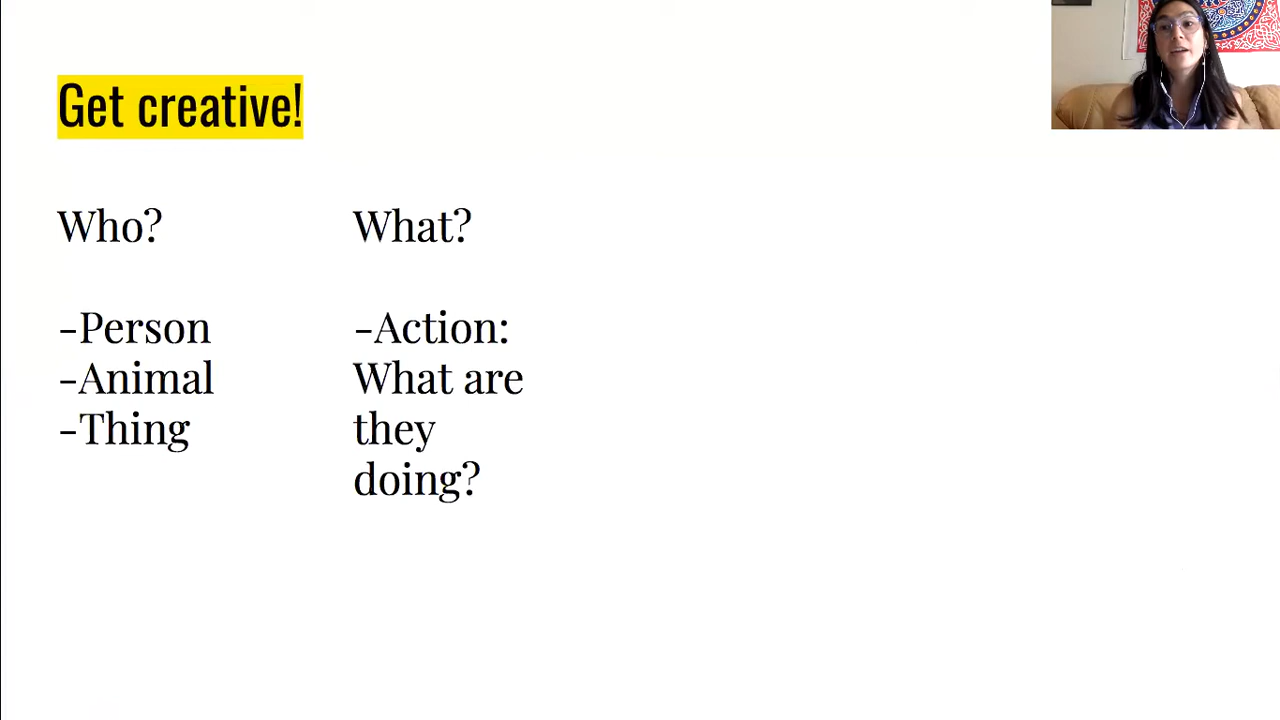 Get creative!
Who?
-Person
-Animal
-Thing
What?
-Action:
What are
they
doing?